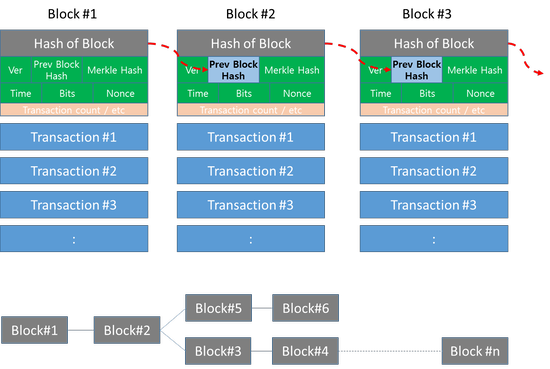 Block #1
Block #2
Block #3
Hash of Block
Hash of Block
Hash of Block
Ver
Prev Block
Hash
Merkle Hash
Time
Bits
Nonce
Transaction count / etc
Ver
Prev Block
Hash
Merkle Hash
Time
Bits
Nonce
Transaction count / etc
Ver
Prev Block
Hash
Merkle Hash
Time
Bits
Nonce
Transaction count / etc
Transaction #1
Transaction #1
Transaction #1
Transaction #2
Transaction #2
Transaction #2
Transaction #3
Transaction #3
Transaction #3
:
:
:
Block#5
Block#6
Block#1
Block#2
Block#3
Block#4
Block #n